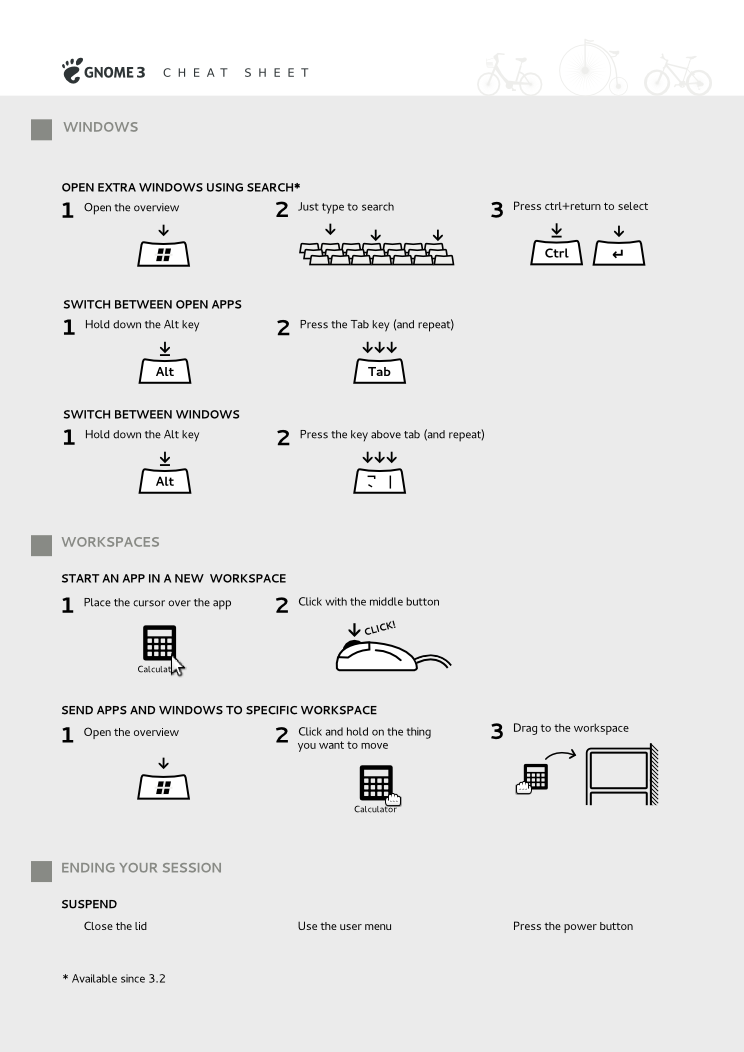 GNOME 3 CHEAT SHEET
WINDOWS
OPEN EXTRA WINDOWS USING SEARCH*
1 Open the overview
2 Just type to search
3 Press ctrl+return to select
Ctrl
SWITCH BETWEEN OPEN APPS
1 Hold down the Alt key
2 Press the Tab key (and repeat)
Alt
Tab
SWITCH BETWEEN WINDOWS
1 Hold down the Alt key
2 Press the key above tab (and repeat)
Alt
WORKSPACES
START AN APP IN A NEW WORKSPACE
1 Place the cursor over the app
2 Click with the middle button
CLICK!
SEND APPS AND WINDOWS TO SPECIFIC WORKSPACE
1 Open the overview
2 Click and hold on the thing
you want to move
3 Drag to the workspace
Calculator
ENDING YOUR SESSION
SUSPEND
Close the lid
Use the user menu
Press the power button
* Available since 3.2